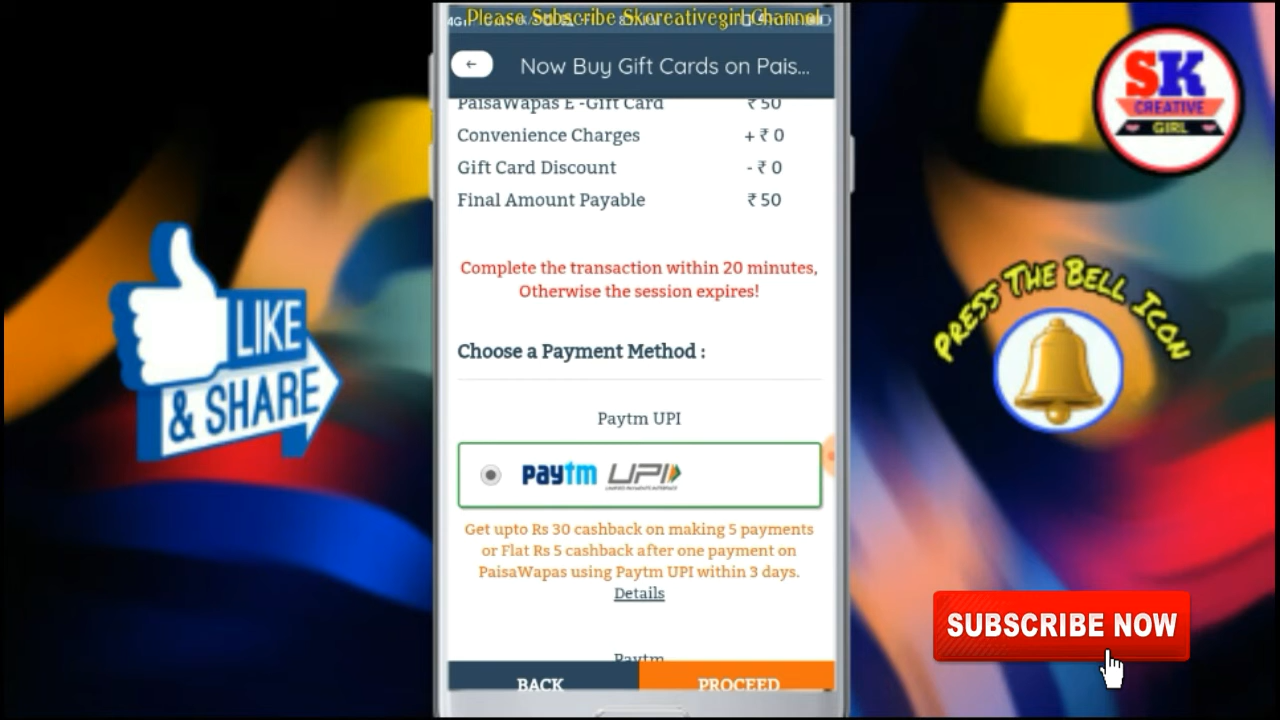 Please Subscribe Skcreativegirl Channel
4G
Now Buy Gift Cards on Pais...
PaisaWapas E -Gift Card ₹ 50
Convenience Charges + ₹ 0
Gift Card Discount - ₹ 0
Final Amount Payable ₹ 50
Complete the transaction within 20 minutes,
Otherwise the session expires!
Choose a Payment Method :
Paytm UPI
paytm UPI
UNIFIED PAYMENTS INTERFACE
Get upto Rs 30 cashback on making 5 payments
or Flat Rs 5 cashback after one payment on
PaisaWapas using Paytm UPI within 3 days.
Details
Paytm
BACK PROCEED
LIKE
& SHARE
SK
CREATIVE
GIRL
PRESS THE BELL ICON
SUBSCRIBE NOW